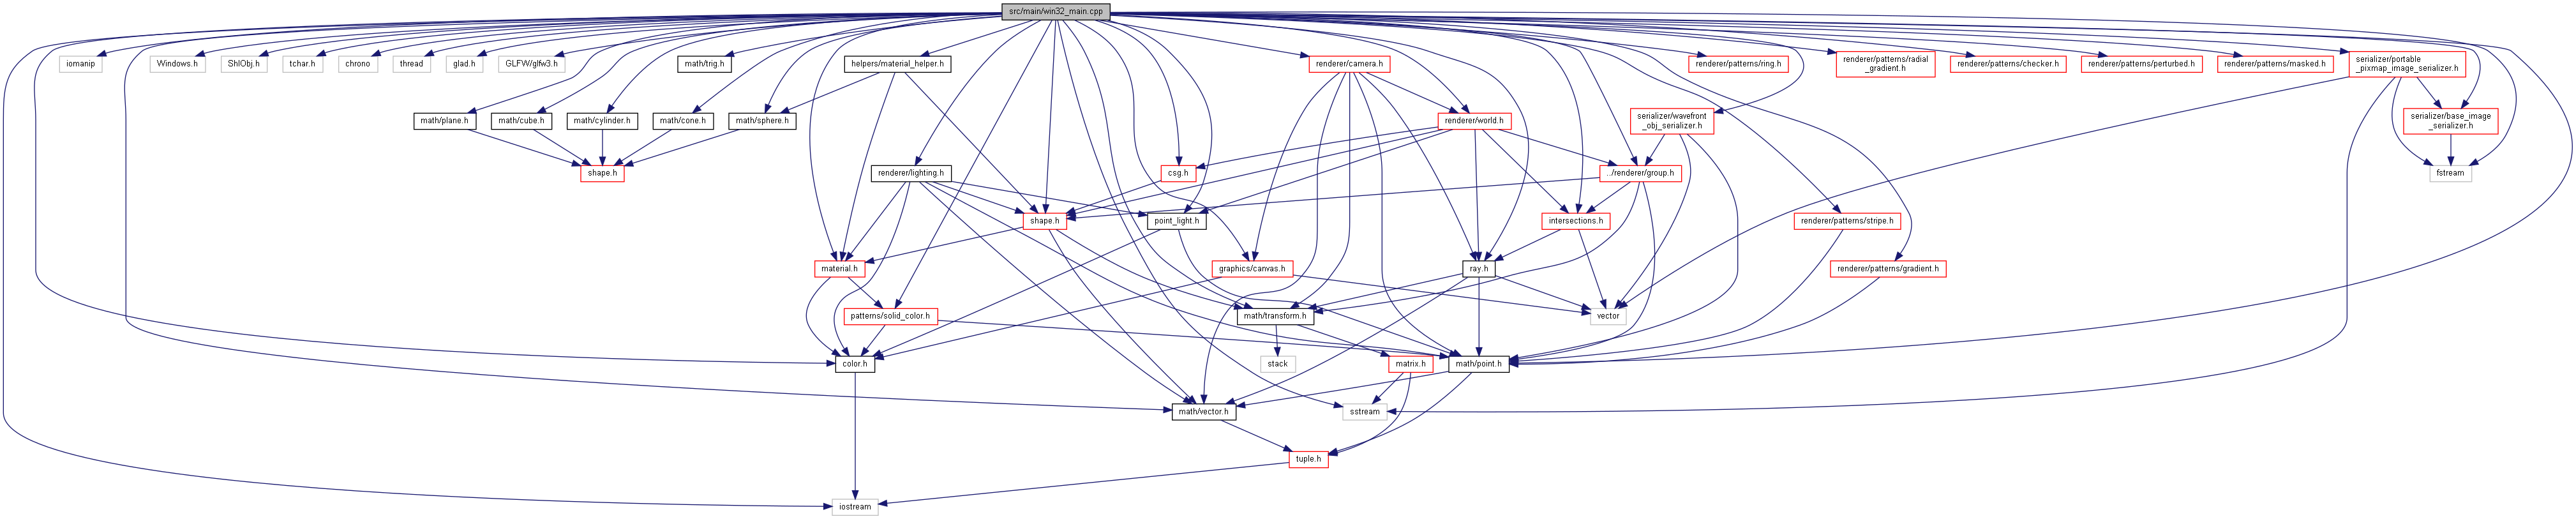 src/main/win32_main.cpp
iomanip
Windows.h
ShlObj.h
tchar.h
chrono
thread
glad.h
GLFW/glfw3.h
math/trig.h
helpers/material_helper.h
renderer/camera.h
renderer/patterns/ring.h
renderer/patterns/radial
_gradient.h
renderer/patterns/checker.h
renderer/patterns/perturbed.h
renderer/patterns/masked.h
serializer/portable
_pixmap_image_serializer.h
math/plane.h
math/cube.h
math/cylinder.h
math/cone.h
math/sphere.h
renderer/world.h
serializer/wavefront
_obj_serializer.h
serializer/base_image
_serializer.h
shape.h
renderer/lighting.h
csg.h
../renderer/group.h
fstream
shape.h
point_light.h
intersections.h
renderer/patterns/stripe.h
material.h
graphics/canvas.h
ray.h
renderer/patterns/gradient.h
patterns/solid_color.h
math/transform.h
vector
color.h
stack
matrix.h
math/point.h
math/vector.h
sstream
tuple.h
iostream